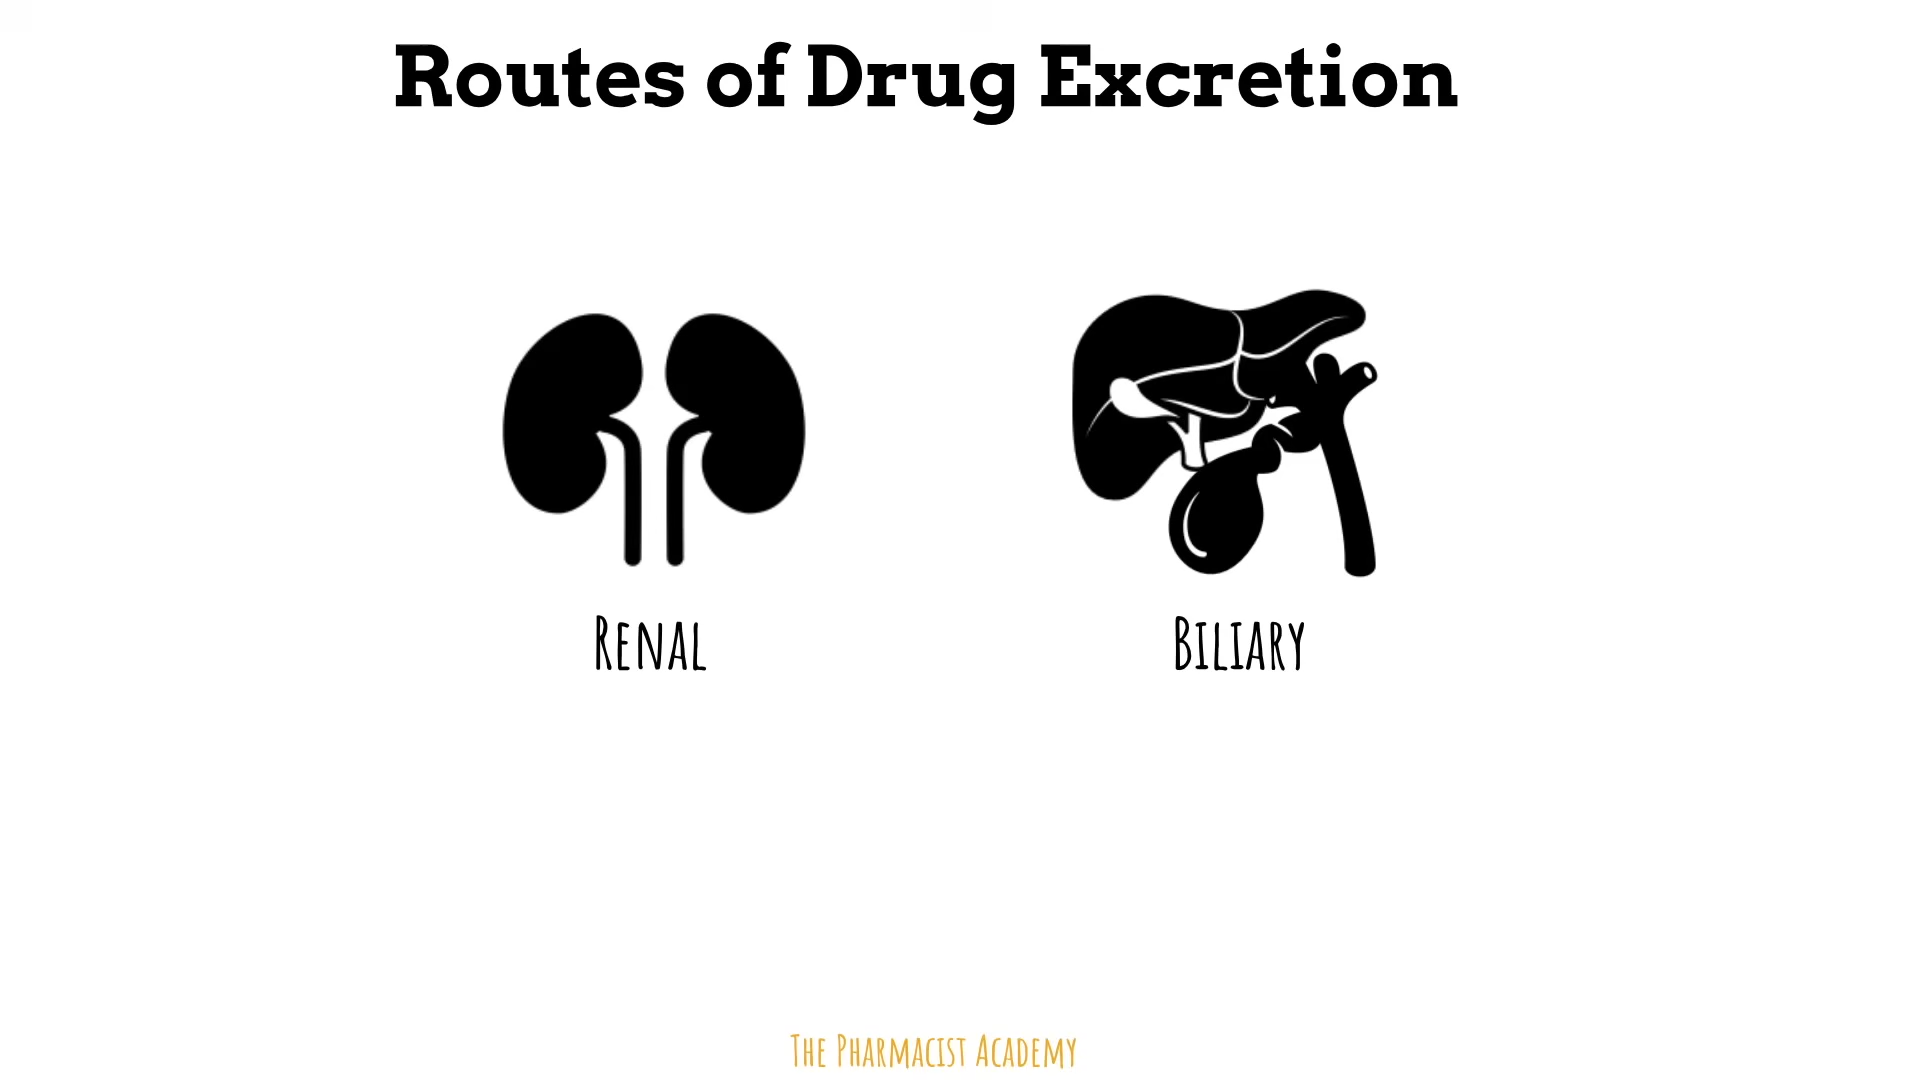 Routes of Drug Excretion
Renal
Biliary
The Pharmacist Academy